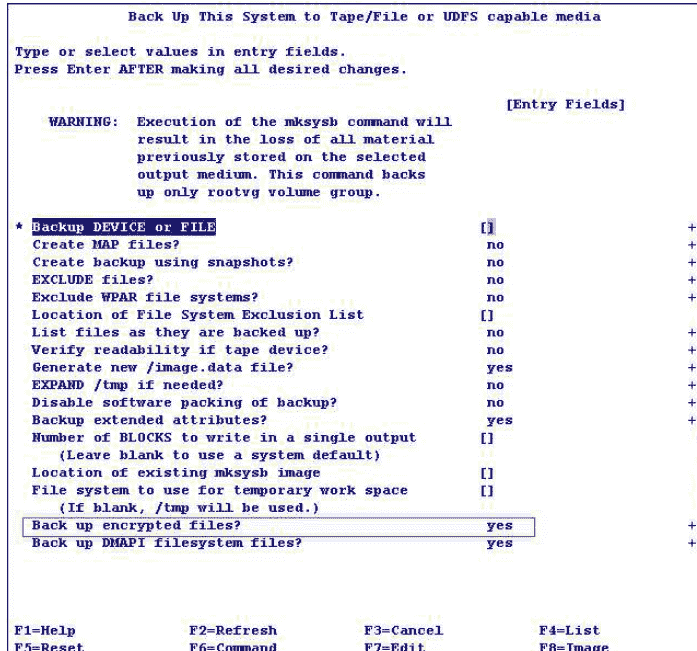 Back Up This System to Tape/File or UDFS capable media
Type or select values in entry fields.
Press Enter AFTER making all desired changes.
[Entry Fields]
WARNING: Execution of the mksysb command will
result in the loss of all material
previously stored on the selected
output medium. This command backs
up only rootvg volume group.
* Backup DEVICE or FILE [] +
Create MAP files? no +
Create backup using snapshots? no +
EXCLUDE files? no +
Exclude WPAR file systems? no +
Location of File System Exclusion List []
List files as they are backed up? no +
Verify readability if tape device? no +
Generate new /image.data file? yes +
EXPAND /tmp if needed? no +
Disable software packing of backup? no +
Backup extended attributes? yes +
Number of BLOCKS to write in a single output []
(Leave blank to use a system default)
Location of existing mksysb image []
File system to use for temporary work space []
(If blank, /tmp will be used.)
Back up encrypted files? yes +
Back up DMAPI filesystem files? yes +
F1=Help F2=Refresh F3=Cancel F4=List
F5=Reset F6=Command F7=Edit F8=Image